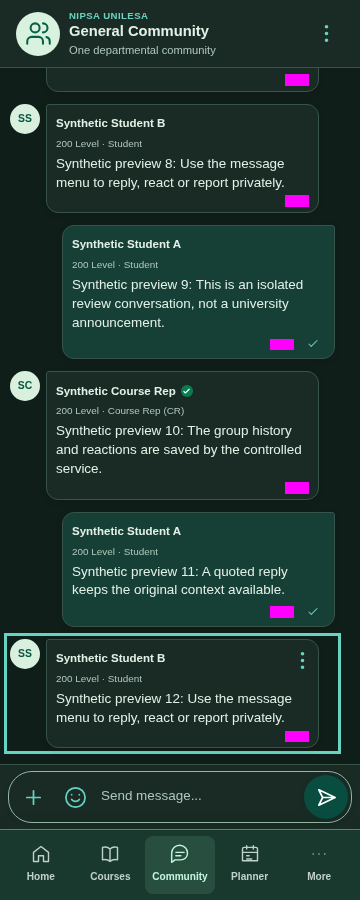 NIPSA UNILESA
General Community
One departmental community
SS
Synthetic Student B
200 Level · Student
Synthetic preview 8: Use the message
menu to reply, react or report privately.
Synthetic Student A
200 Level · Student
Synthetic preview 9: This is an isolated
review conversation, not a university
announcement.
SC
Synthetic Course Rep
200 Level · Course Rep (CR)
Synthetic preview 10: The group history
and reactions are saved by the controlled
service.
Synthetic Student A
200 Level · Student
Synthetic preview 11: A quoted reply
keeps the original context available.
SS
Synthetic Student B
200 Level · Student
Synthetic preview 12: Use the message
menu to reply, react or report privately.
Send message...
Home Courses Community Planner More